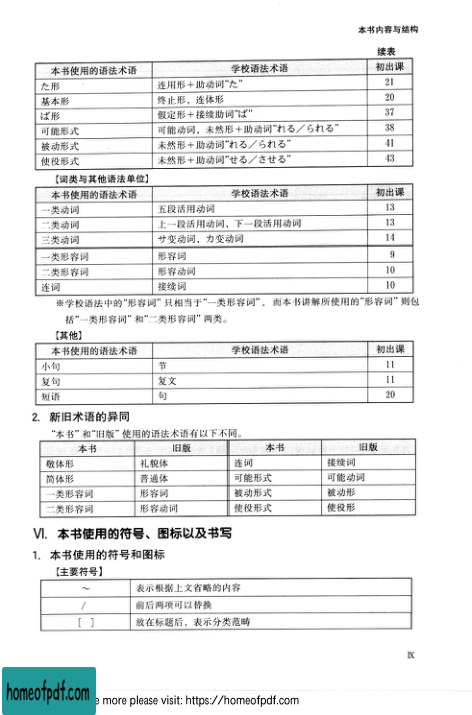 本书内容与结构
续表
本书使用的语法术语 学校语法术语 初出课
た形 连用形+助动词“た” 21
基本形 终止形、连体形 20
ば形 假定形+接续助词“ば” 37
可能形式 可能动词，未然形+助动词“れる／られる” 38
被动形式 未然形+助动词“れる／られる” 41
使役形式 未然形+助动词“せる／させる” 43
【词类与其他语法单位】
本书使用的语法术语 学校语法术语 初出课
一类动词 五段活用动词 13
二类动词 上一段活用动词，下一段活用动词 13
三类动词 サ变动词，カ变动词 14
一类形容词 形容词 9
二类形容词 形容动词 10
连词 接续词 10
※学校语法中的“形容词”只相当于“一类形容词”，而本书讲解所使用的“形容词”则包
括“一类形容词”和“二类形容词”两类。
【其他】
本书使用的语法术语 学校语法术语 初出课
小句 节 11
复句 复文 11
短语 句 20
2. 新旧术语的异同
“本书”和“旧版”使用的语法术语有以下不同。
本书 旧版 本书 旧版
敬体形 礼貌体 连词 接续词
简体形 普通体 可能形式 可能动词
一类形容词 形容词 被动形式 被动形
二类形容词 形容动词 使役形式 使役形
Ⅵ. 本书使用的符号、图标以及书写
1. 本书使用的符号和图标
【主要符号】
～ 表示根据上文省略的内容
/ 前后两项可以替换
[ ] 放在标题后，表示分类范畴
Ⅸ
homeofpdf.com
e more please visit: https://homeofpdf.com